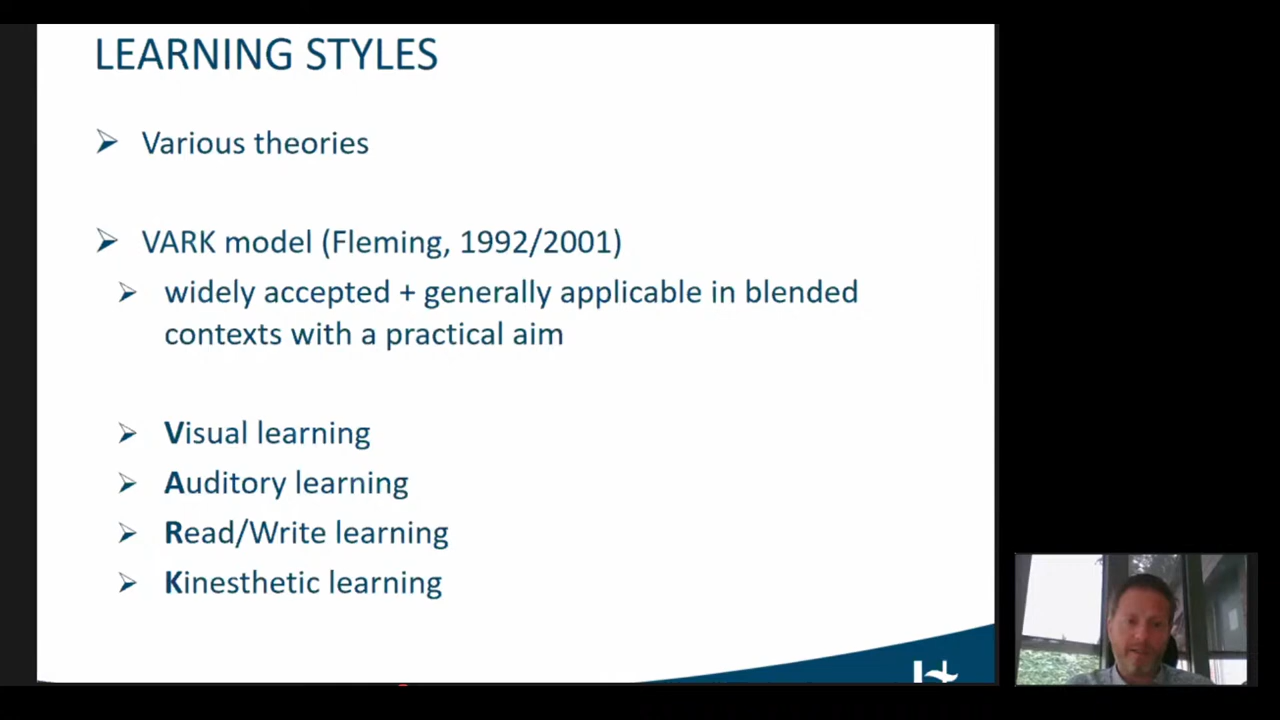 LEARNING STYLES
Various theories
VARK model (Fleming, 1992/2001)
widely accepted + generally applicable in blended
contexts with a practical aim
Visual learning
Auditory learning
Read/Write learning
Kinesthetic learning